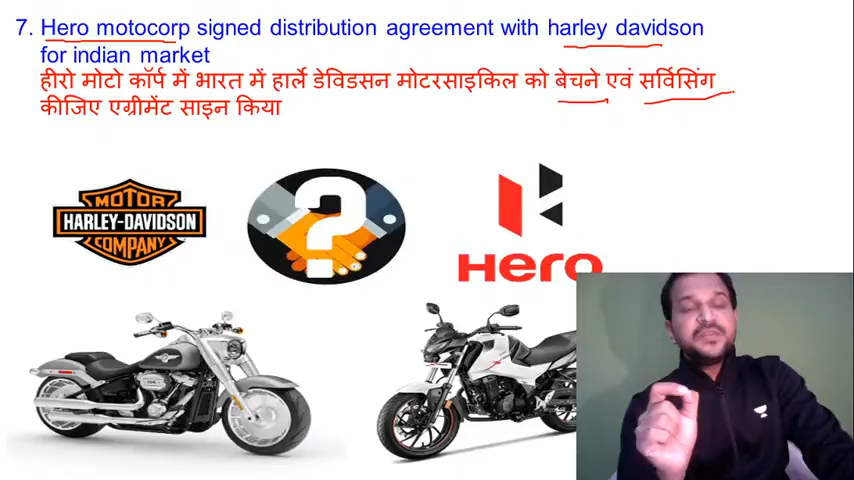 7. Hero motocorp signed distribution agreement with harley davidson
for indian market
हीरो मोटो कॉर्प में भारत में हार्ले डेविडसन मोटरसाइकिल को बेचने एवं सर्विसिंग
कीजिए एग्रीमेंट साइन किया
MOTOR
HARLEY-DAVIDSON
COMPANY
?
Hero